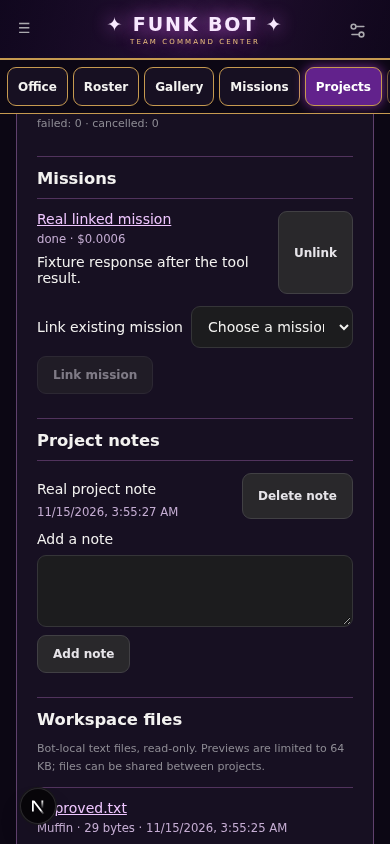 ☰
✦ FUNK BOT ✦
TEAM COMMAND CENTER
Office Roster Gallery Missions Projects
failed: 0 · cancelled: 0
Missions
Real linked mission
done · $0.0006
Fixture response after the tool
result.
Unlink
Link existing mission
Choose a mission
Link mission
Project notes
Real project note
11/15/2026, 3:55:27 AM
Delete note
Add a note
Add note
Workspace files
Bot-local text files, read-only. Previews are limited to 64
KB; files can be shared between projects.
N
proved.txt
Muffin · 29 bytes · 11/15/2026, 3:55:25 AM